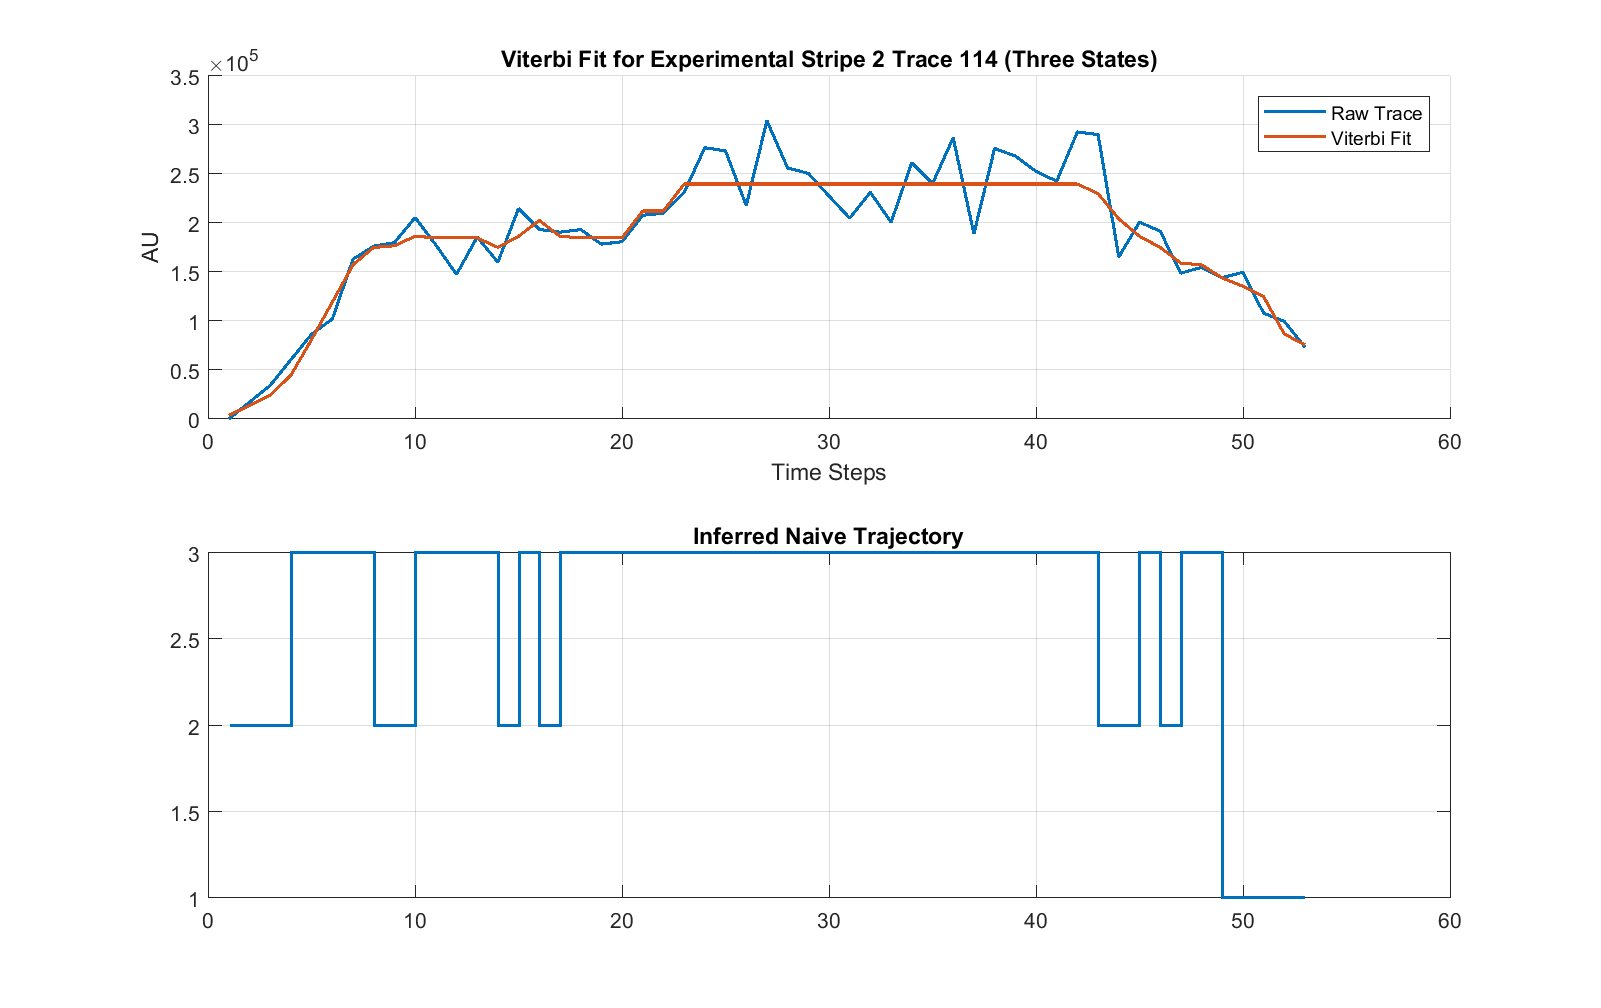 Viterbi Fit for Experimental Stripe 2 Trace 114 (Three States)
×10^5
3.5
3
2.5
2
1.5
1
0.5
0
AU
Raw Trace
Viterbi Fit
0 10 20 30 40 50 60
Time Steps
Inferred Naive Trajectory
3
2.5
2
1.5
1
0 10 20 30 40 50 60